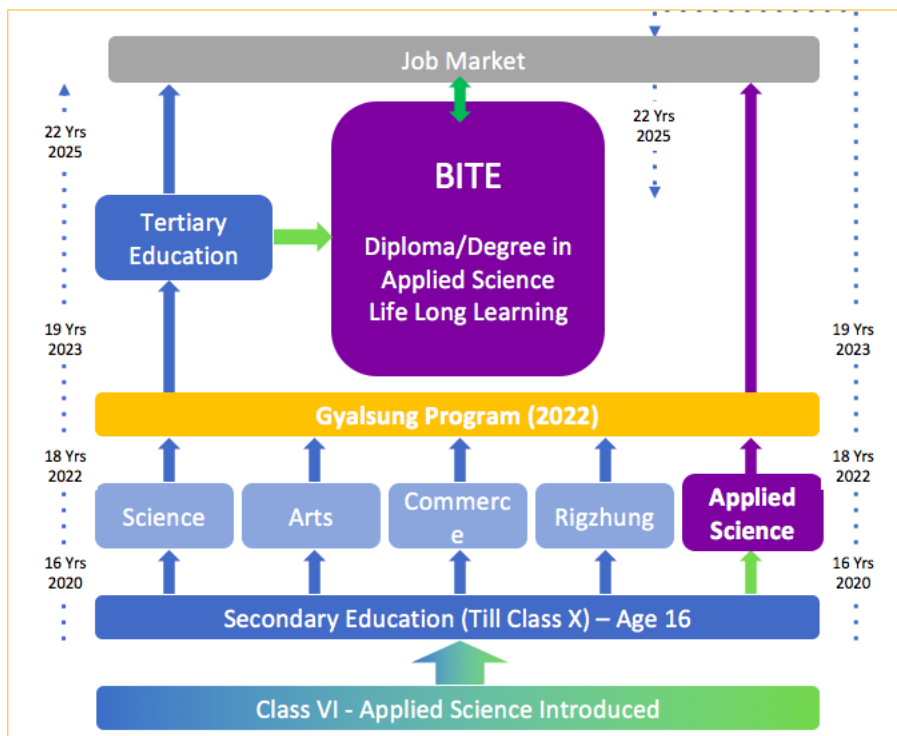 Job Market
22 Yrs
2025
22 Yrs
2025
BITE
Diploma/Degree in
Applied Science
Life Long Learning
Tertiary
Education
19 Yrs
2023
19 Yrs
2023
Gyalsung Program (2022)
18 Yrs
2022
18 Yrs
2022
Science
Arts
Commerc
e
Rigzhung
Applied
Science
16 Yrs
2020
16 Yrs
2020
Secondary Education (Till Class X) – Age 16
Class VI - Applied Science Introduced